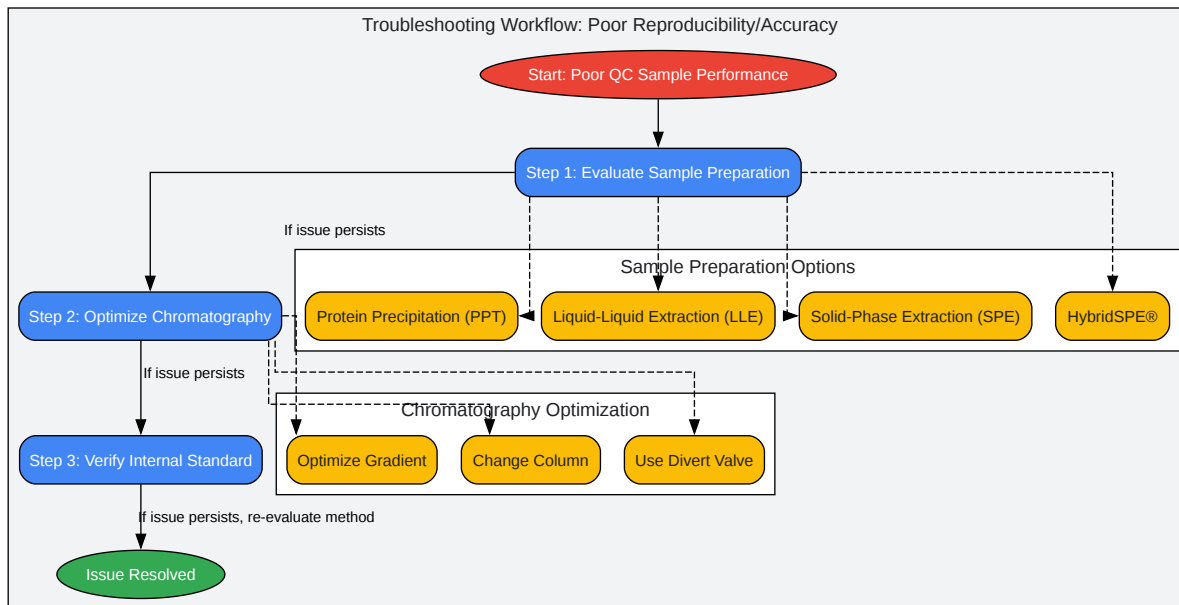 Troubleshooting Workflow: Poor Reproducibility/Accuracy
Start: Poor QC Sample Performance
Step 1: Evaluate Sample Preparation
If issue persists
Sample Preparation Options
Step 2: Optimize Chromatography
Protein Precipitation (PPT)
Liquid-Liquid Extraction (LLE)
Solid-Phase Extraction (SPE)
HybridSPE®
If issue persists
Chromatography Optimization
Step 3: Verify Internal Standard
Optimize Gradient
Change Column
Use Divert Valve
If issue persists, re-evaluate method
Issue Resolved